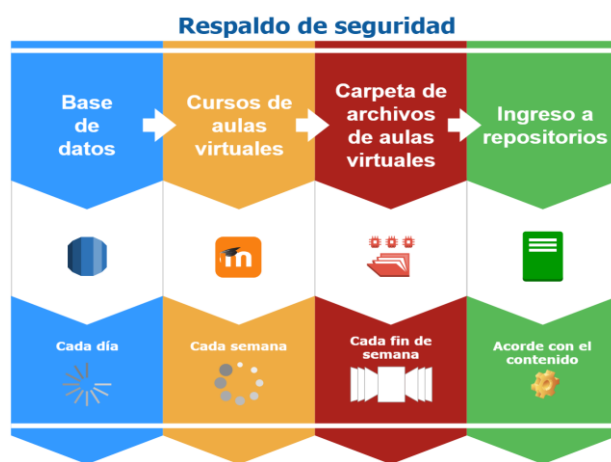 Respaldo de seguridad
Base
de
datos
Cursos de
aulas
virtuales
Carpeta de
archivos
de aulas
virtuales
Ingreso a
repositorios
m
Cada día
Cada semana
Cada fin de
semana
Acorde con el
contenido